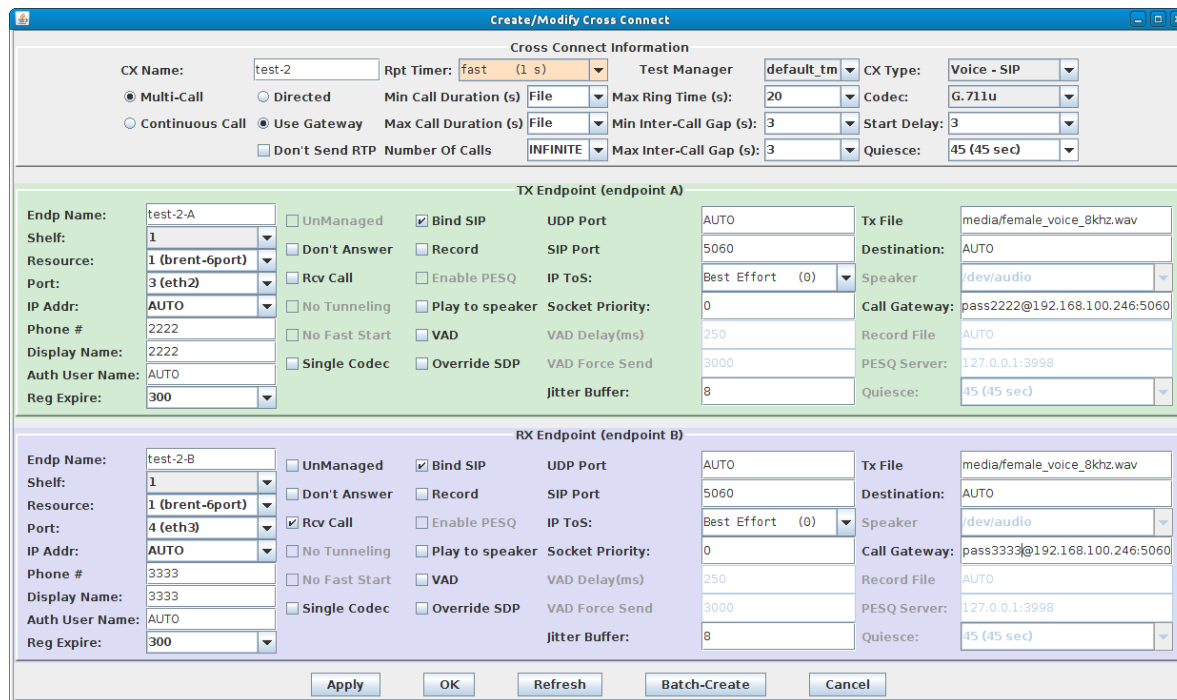 Create/Modify Cross Connect
Cross Connect Information
CX Name: test-2 Rpt Timer: fast (1 s) Test Manager default_tm CX Type: Voice - SIP
Multi-Call Directed Min Call Duration (s) File Max Ring Time (s): 20 Codec: G.711u
Continuous Call Use Gateway Max Call Duration (s) File Min Inter-Call Gap (s): 3 Start Delay: 3
Don't Send RTP Number Of Calls INFINITE Max Inter-Call Gap (s): 3 Quiesce: 45 (45 sec)
TX Endpoint (endpoint A)
Endp Name: test-2-A UnManaged Bind SIP UDP Port AUTO Tx File media/female_voice_8khz.wav
Shelf: 1 Don't Answer Record SIP Port 5060 Destination: AUTO
Resource: 1 (brent-6port)
Port: 3 (eth2) Rcv Call Enable PESQ IP ToS: Best Effort (0) Speaker /dev/audio
IP Addr: AUTO No Tunneling Play to speaker Socket Priority: 0 Call Gateway: pass2222@192.168.100.246:5060
Phone # 2222 No Fast Start VAD VAD Delay(ms) 250 Record File AUTO
Display Name: 2222 Single Codec Override SDP VAD Force Send 3000 PESQ Server: 127.0.0.1:3998
Auth User Name: AUTO
Reg Expire: 300 Jitter Buffer: 8 Quiesce: 45 (45 sec)
RX Endpoint (endpoint B)
Endp Name: test-2-B UnManaged Bind SIP UDP Port AUTO Tx File media/female_voice_8khz.wav
Shelf: 1 Don't Answer Record SIP Port 5060 Destination: AUTO
Resource: 1 (brent-6port)
Port: 4 (eth3) Rcv Call Enable PESQ IP ToS: Best Effort (0) Speaker /dev/audio
IP Addr: AUTO No Tunneling Play to speaker Socket Priority: 0 Call Gateway: pass3333@192.168.100.246:5060
Phone # 3333 No Fast Start VAD VAD Delay(ms) 250 Record File AUTO
Display Name: 3333 Single Codec Override SDP VAD Force Send 3000 PESQ Server: 127.0.0.1:3998
Auth User Name: AUTO
Reg Expire: 300 Jitter Buffer: 8 Quiesce: 45 (45 sec)
Apply OK Refresh Batch-Create Cancel